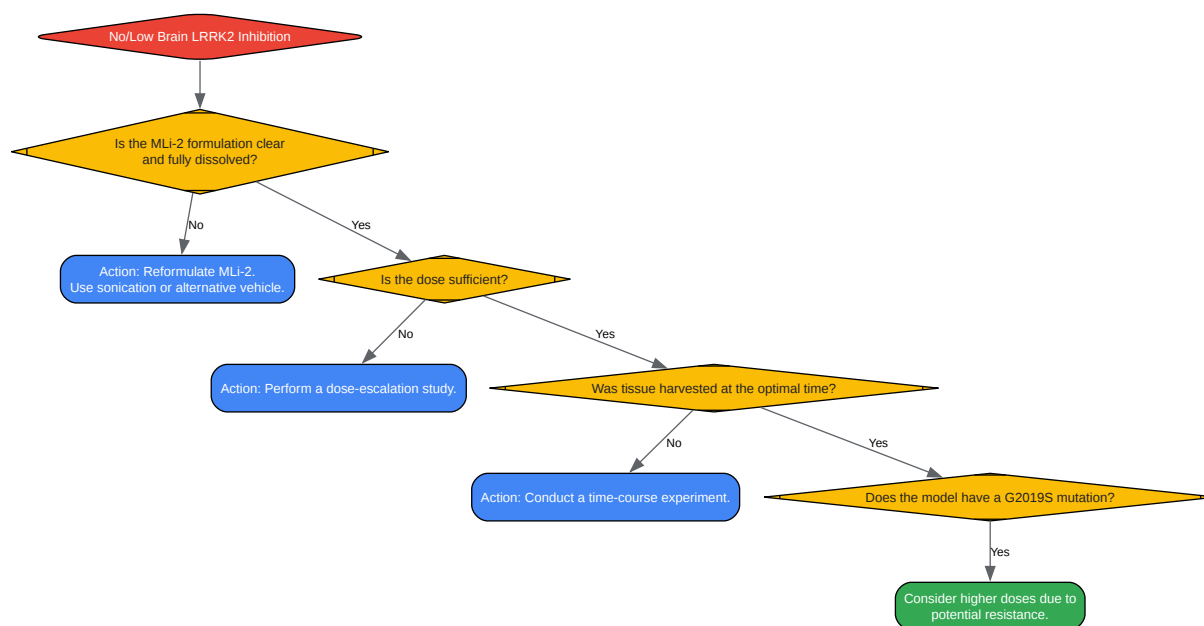 No/Low Brain LRRK2 Inhibition
Is the MLi-2 formulation clear
and fully dissolved?
No
Yes
Action: Reformulate MLi-2.
Use sonication or alternative vehicle.
Is the dose sufficient?
No
Yes
Action: Perform a dose-escalation study.
Was tissue harvested at the optimal time?
No
Yes
Action: Conduct a time-course experiment.
Does the model have a G2019S mutation?
Yes
Consider higher doses due to
potential resistance.